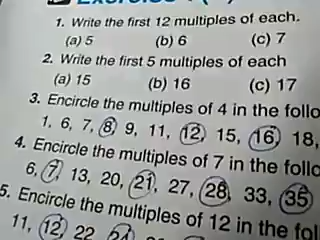 1. Write the first 12 multiples of each.
(a) 5 (b) 6 (c) 7
2. Write the first 5 multiples of each
(a) 15 (b) 16 (c) 17
3. Encircle the multiples of 4 in the follo
1, 6, 7, 8, 9, 11, 12, 15, 16, 18,
4. Encircle the multiples of 7 in the follo
6, 7, 13, 20, 21, 27, 28, 33, 35
5. Encircle the multiples of 12 in the fol
11, 12, 22